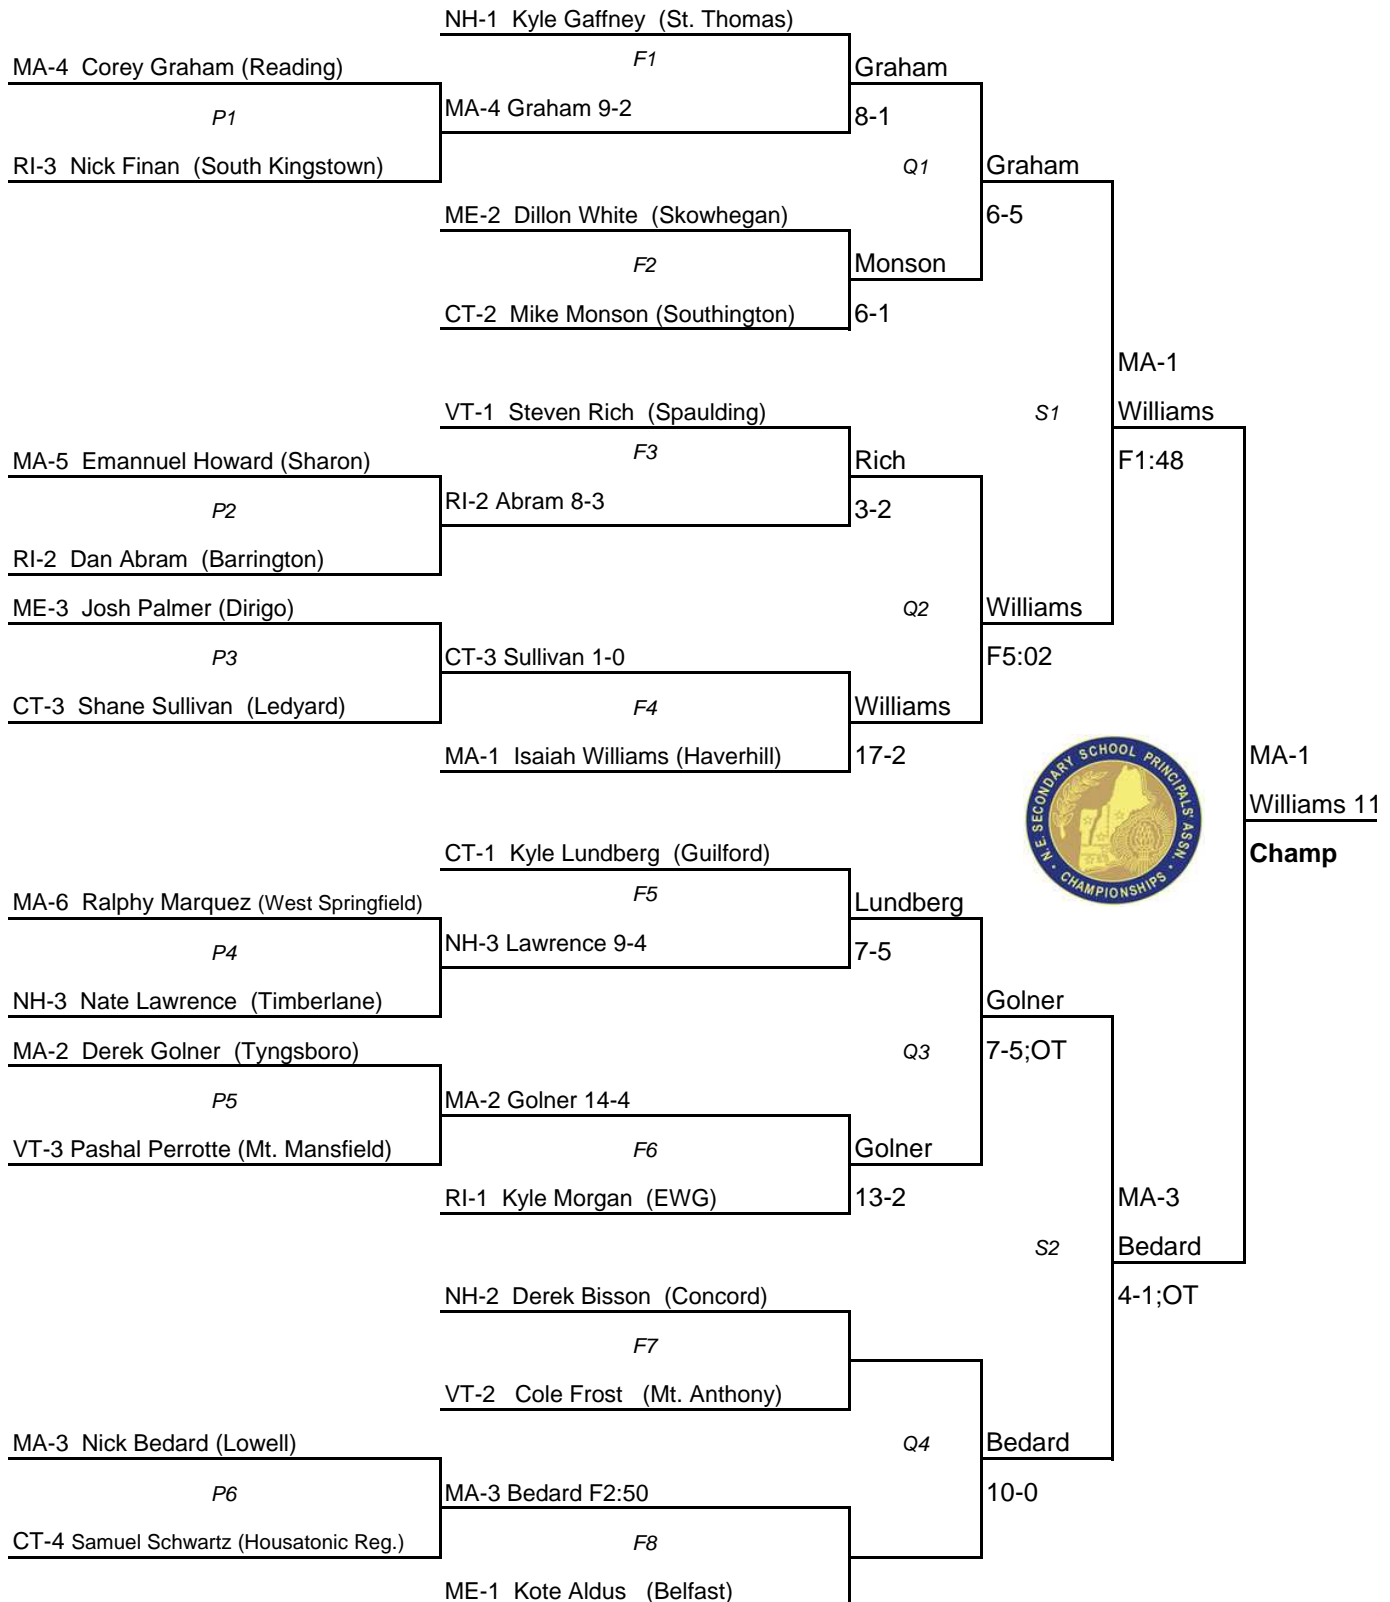 NH-1 Kyle Gaffney (St. Thomas)
F1
MA-4 Corey Graham (Reading)
Graham
P1
MA-4 Graham 9-2
8-1
RI-3 Nick Finan (South Kingstown)
Q1
Graham
ME-2 Dillon White (Skowhegan)
6-5
F2
Monson
CT-2 Mike Monson (Southington)
6-1
MA-1
VT-1 Steven Rich (Spaulding)
S1
Williams
F3
MA-5 Emannuel Howard (Sharon)
Rich
F1:48
P2
RI-2 Abram 8-3
3-2
RI-2 Dan Abram (Barrington)
ME-3 Josh Palmer (Dirigo)
Q2
Williams
P3
CT-3 Sullivan 1-0
F5:02
CT-3 Shane Sullivan (Ledyard)
F4
Williams
MA-1 Isaiah Williams (Haverhill)
17-2
N.E. SECONDARY SCHOOL PRINCIPALS' ASSN.
• CHAMPIONSHIPS •
MA-1
Williams 11
CT-1 Kyle Lundberg (Guilford)
Champ
F5
MA-6 Ralphy Marquez (West Springfield)
Lundberg
P4
NH-3 Lawrence 9-4
7-5
NH-3 Nate Lawrence (Timberlane)
Golner
MA-2 Derek Golner (Tyngsboro)
Q3
7-5;OT
P5
MA-2 Golner 14-4
VT-3 Pashal Perrotte (Mt. Mansfield)
F6
Golner
RI-1 Kyle Morgan (EWG)
13-2
MA-3
S2
Bedard
NH-2 Derek Bisson (Concord)
4-1;OT
F7
VT-2 Cole Frost (Mt. Anthony)
MA-3 Nick Bedard (Lowell)
Q4
Bedard
P6
MA-3 Bedard F2:50
10-0
CT-4 Samuel Schwartz (Housatonic Reg.)
F8
ME-1 Kote Aldus (Belfast)